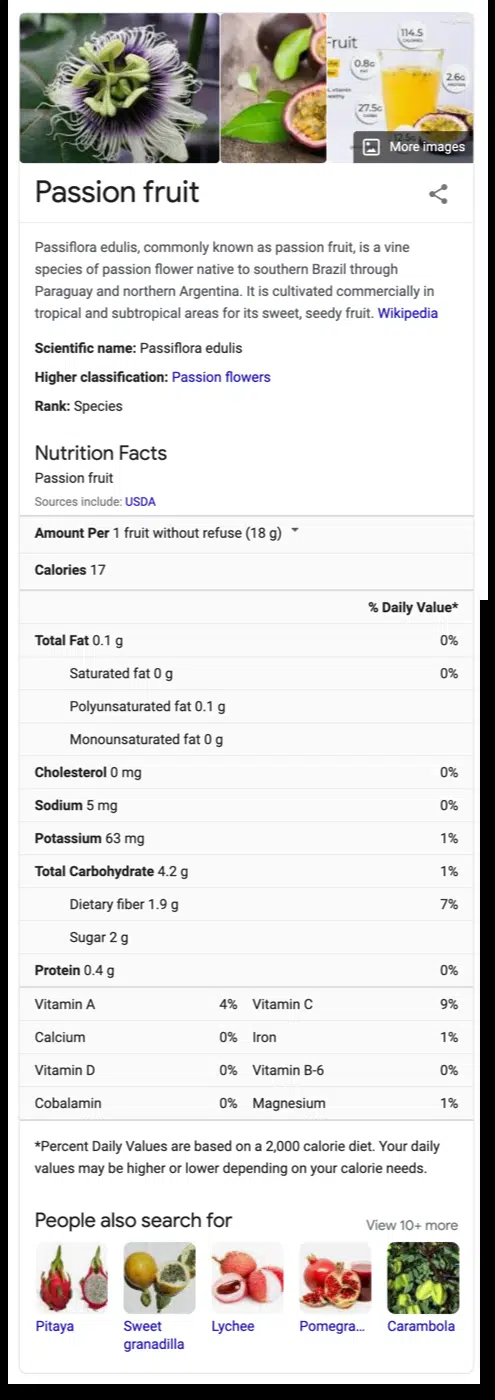 Fruit
114.5
CALORIES
0.8G
FAT
2.6G
PROTEIN
27.5G
CARBS
More images
Passion fruit
Passiflora edulis, commonly known as passion fruit, is a vine
species of passion flower native to southern Brazil through
Paraguay and northern Argentina. It is cultivated commercially in
tropical and subtropical areas for its sweet, seedy fruit. Wikipedia
Scientific name: Passiflora edulis
Higher classification: Passion flowers
Rank: Species
Nutrition Facts
Passion fruit
Sources include: USDA
Amount Per 1 fruit without refuse (18 g)
Calories 17
% Daily Value*
Total Fat 0.1 g 0%
Saturated fat 0 g 0%
Polyunsaturated fat 0.1 g
Monounsaturated fat 0 g
Cholesterol 0 mg 0%
Sodium 5 mg 0%
Potassium 63 mg 1%
Total Carbohydrate 4.2 g 1%
Dietary fiber 1.9 g 7%
Sugar 2 g
Protein 0.4 g 0%
Vitamin A 4% Vitamin C 9%
Calcium 0% Iron 1%
Vitamin D 0% Vitamin B-6 0%
Cobalamin 0% Magnesium 1%
*Percent Daily Values are based on a 2,000 calorie diet. Your daily
values may be higher or lower depending on your calorie needs.
People also search for View 10+ more
Pitaya Sweet granadilla Lychee Pomegra... Carambola